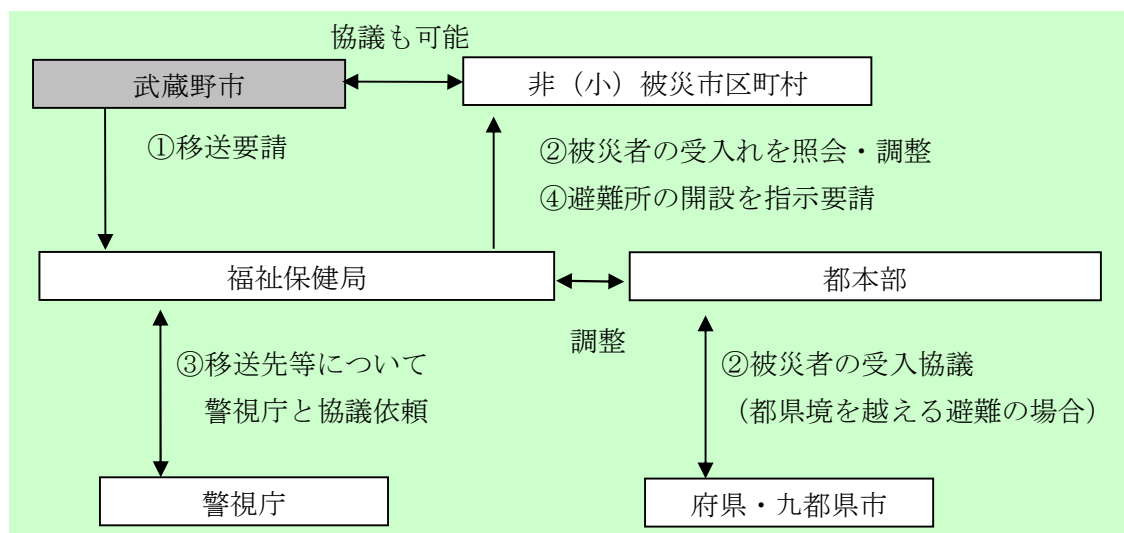 協議も可能
武蔵野市
非（小）被災市区町村
①移送要請
②被災者の受入れを照会・調整
④避難所の開設を指示要請
福祉保健局
都本部
調整
③移送先等について
警視庁と協議依頼
②被災者の受入協議
（都県境を越える避難の場合）
警視庁
府県・九都県市